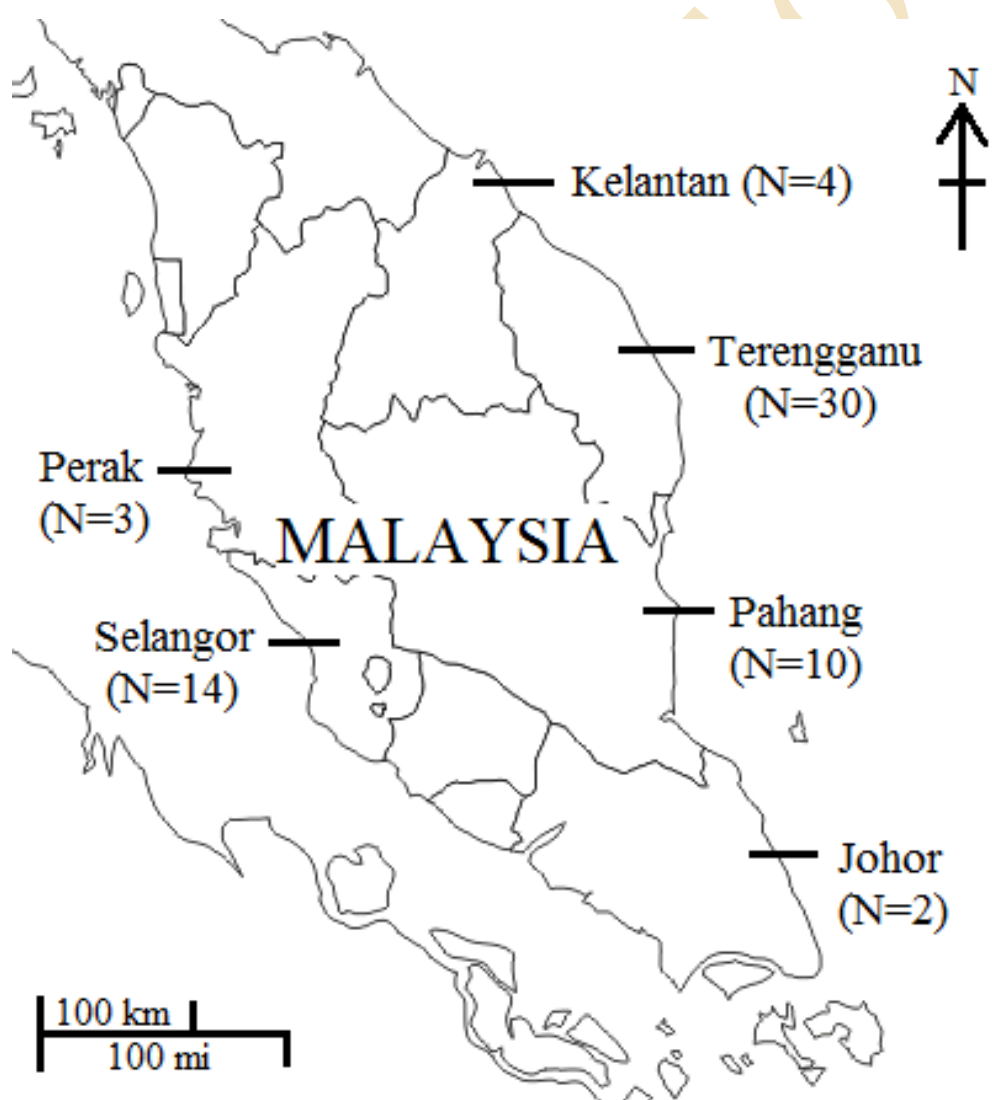 N
Kelantan (N=4)
Terengganu
(N=30)
Perak
(N=3)
MALAYSIA
Pahang
(N=10)
Selangor
(N=14)
Johor
(N=2)
100 km
100 mi